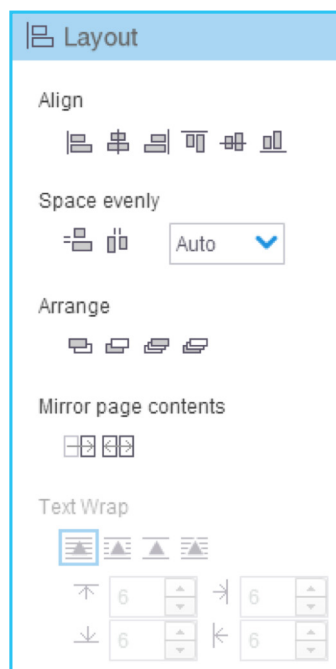 Layout
Align
Space evenly
Auto
Arrange
Mirror page contents
Text Wrap
6 6
6 6